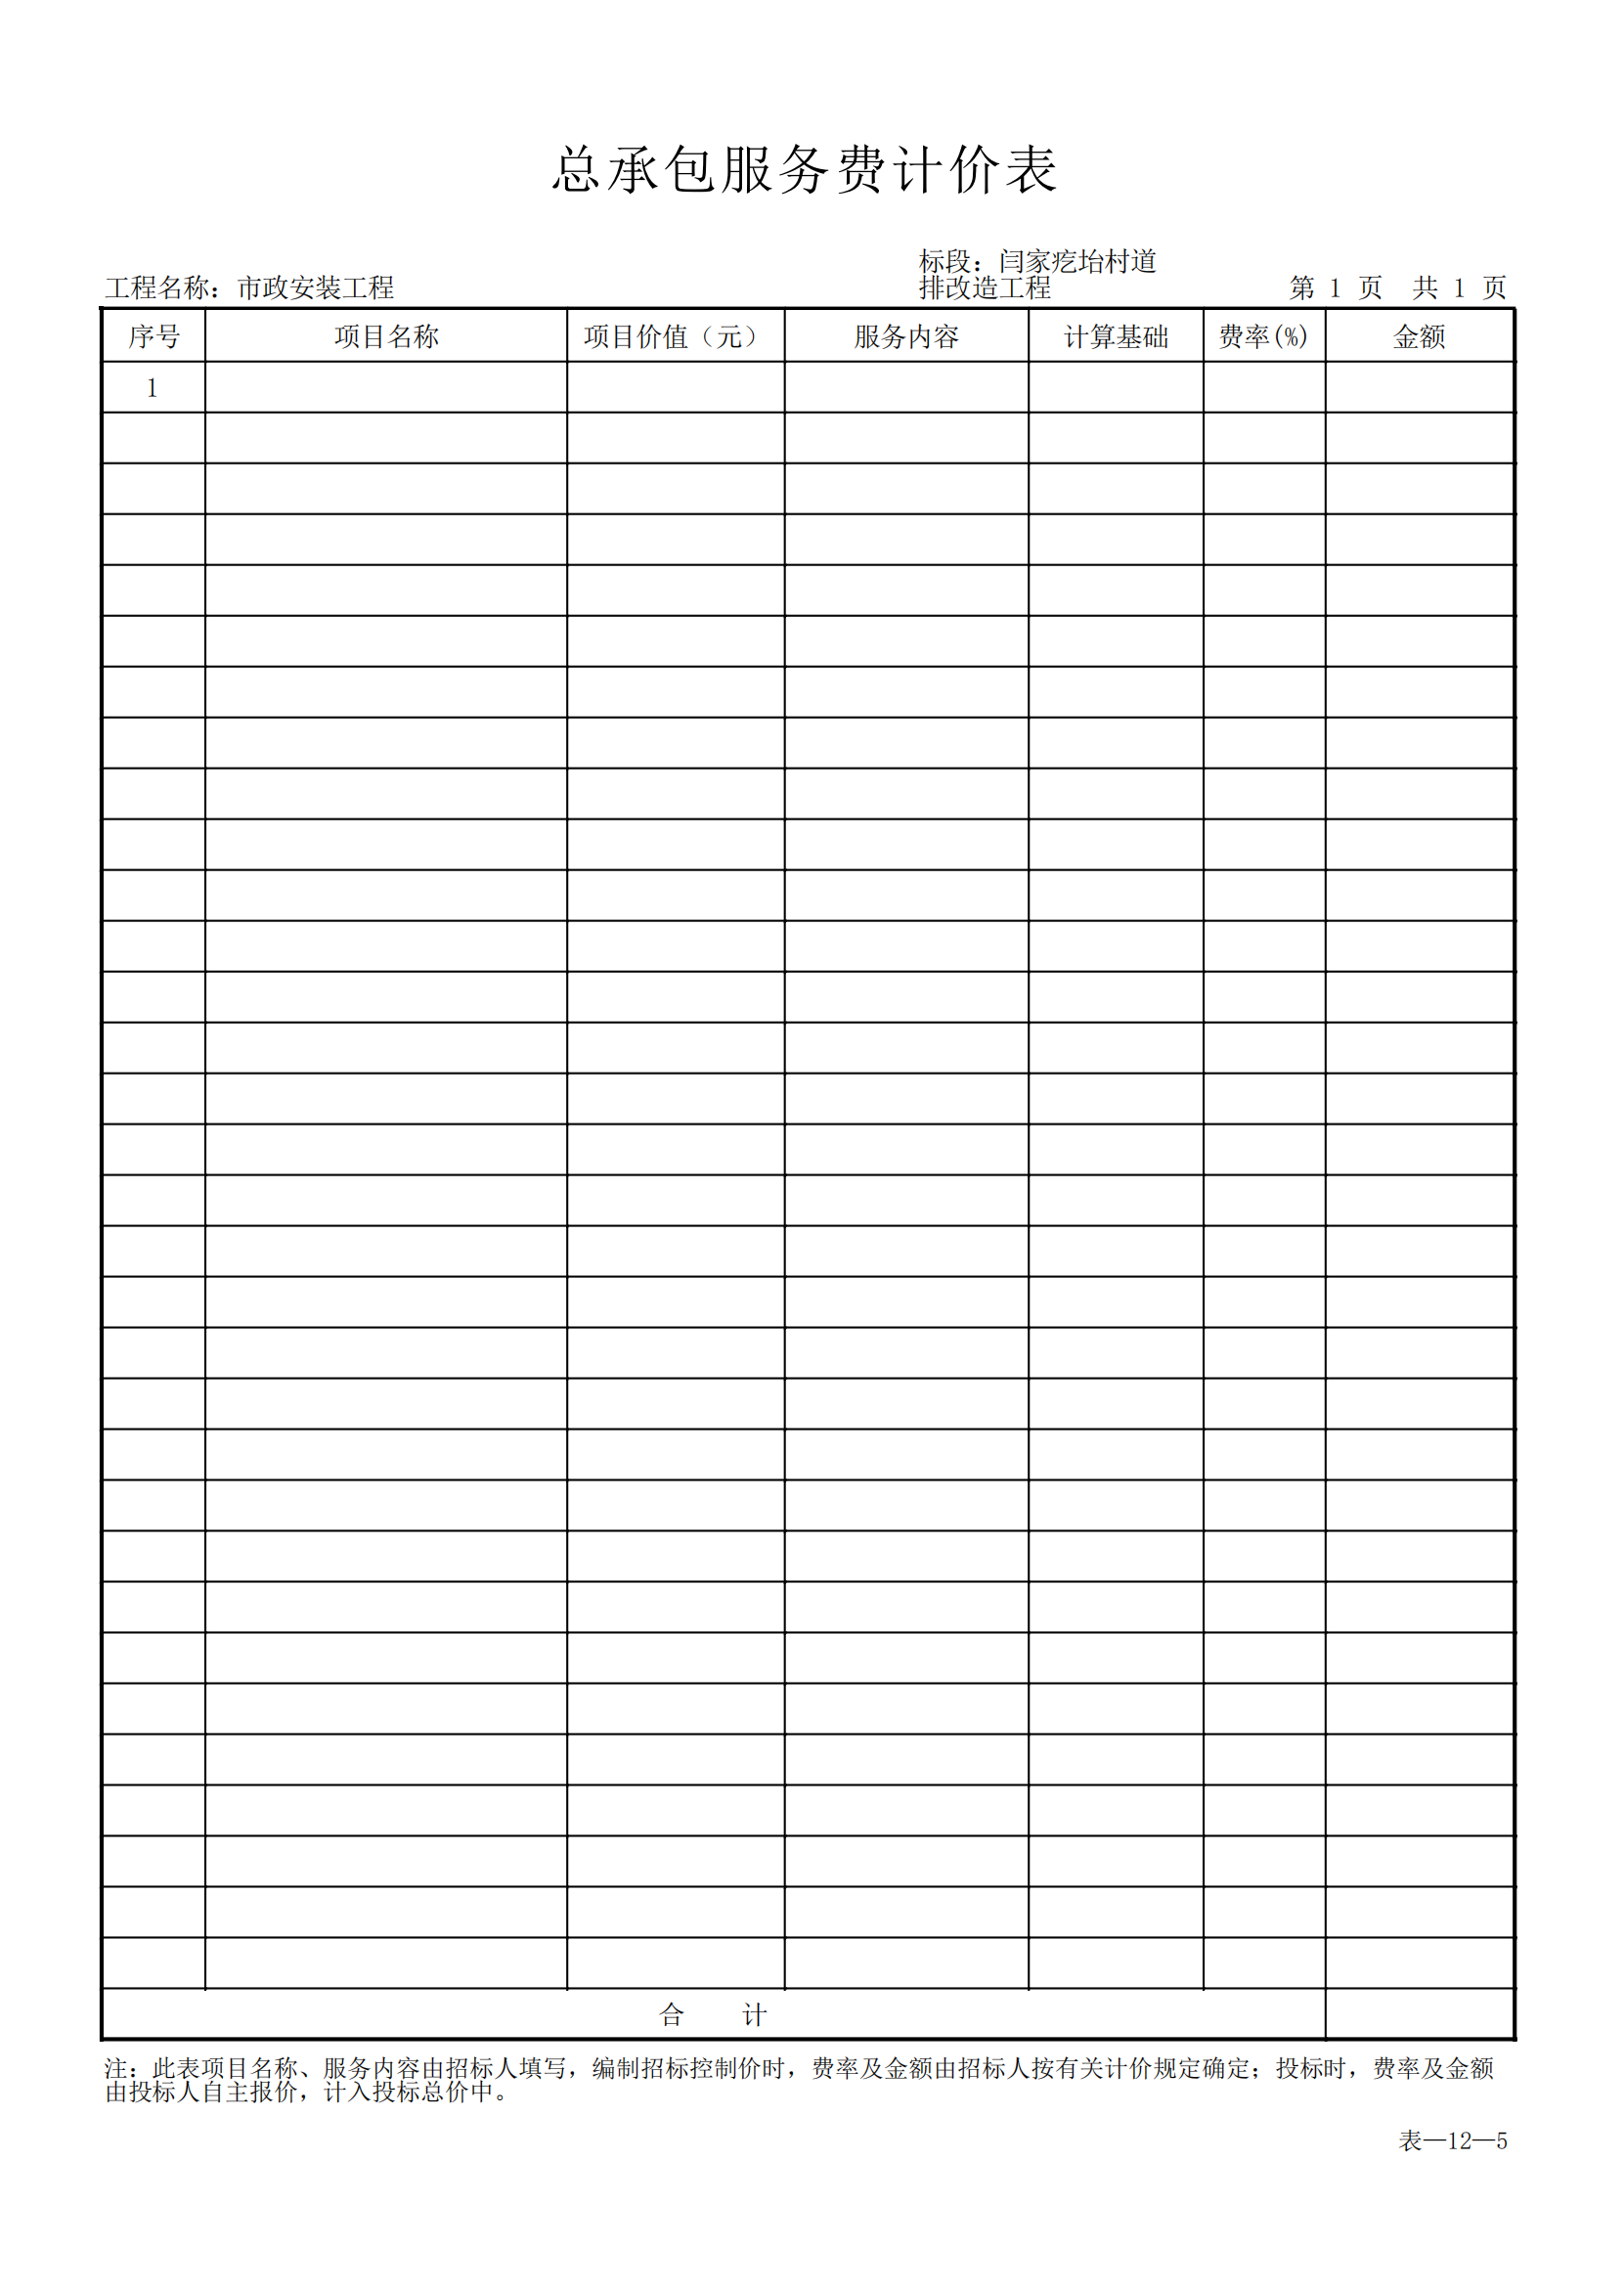 总承包服务费计价表
标段：闫家疙坮村道
工程名称：市政安装工程 排改造工程 第 1 页 共 1 页
序号 项目名称 项目价值（元） 服务内容 计算基础 费率(%) 金额
1
合 计
注：此表项目名称、服务内容由招标人填写，编制招标控制价时，费率及金额由招标人按有关计价规定确定；投标时，费率及金额
由投标人自主报价，计入投标总价中。
表—12—5